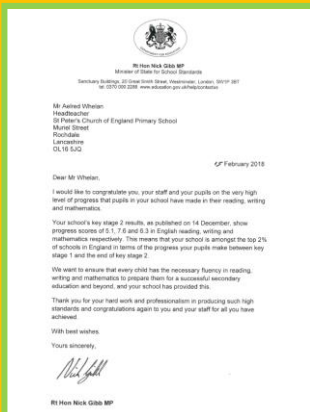 Rt Hon Nick Gibb MP
Minister of State for School Standards
Sanctuary Buildings, 20 Great Smith Street, Westminster, London, SW1P 3BT
tel: 0370 000 2288 www.education.gov.uk/help/contactus
Mr Aelred Whelan
Headteacher
St Peter's Church of England Primary School
Muriel Street
Rochdale
Lancashire
OL16 5JQ
February 2018
Dear Mr Whelan,
I would like to congratulate you, your staff and your pupils on the very high
level of progress that pupils in your school have made in their reading, writing
and mathematics.
Your school's key stage 2 results, as published on 14 December, show
progress scores of 5.1, 7.6 and 6.3 in English reading, writing and
mathematics respectively. This means that your school is amongst the top 2%
of schools in England in terms of the progress your pupils make between key
stage 1 and the end of key stage 2.
We want to ensure that every child has the necessary fluency in reading,
writing and mathematics to prepare them for a successful secondary
education and beyond, and your school has provided this.
Thank you for your hard work and professionalism in producing such high
standards and congratulations again to you and your staff for all you have
achieved.
With best wishes.
Yours sincerely,
Nick Gibb
Rt Hon Nick Gibb MP